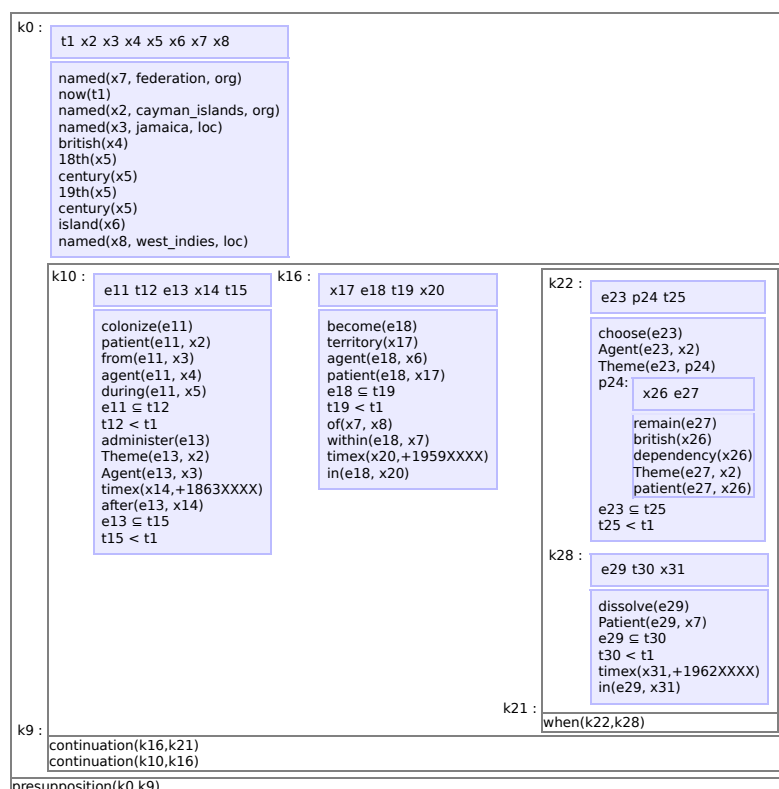 k0 :
t1 x2 x3 x4 x5 x6 x7 x8
named(x7, federation, org)
now(t1)
named(x2, cayman_islands, org)
named(x3, jamaica, loc)
british(x4)
18th(x5)
century(x5)
19th(x5)
century(x5)
island(x6)
named(x8, west_indies, loc)
k10 :
e11 t12 e13 x14 t15
colonize(e11)
patient(e11, x2)
from(e11, x3)
agent(e11, x4)
during(e11, x5)
e11 ⊆ t12
t12 < t1
administer(e13)
Theme(e13, x2)
Agent(e13, x3)
timex(x14,+1863XXXX)
after(e13, x14)
e13 ⊆ t15
t15 < t1
k16 :
x17 e18 t19 x20
become(e18)
territory(x17)
agent(e18, x6)
patient(e18, x17)
e18 ⊆ t19
t19 < t1
of(x7, x8)
within(e18, x7)
timex(x20,+1959XXXX)
in(e18, x20)
k22 :
e23 p24 t25
choose(e23)
Agent(e23, x2)
Theme(e23, p24)
p24:
x26 e27
remain(e27)
british(x26)
dependency(x26)
Theme(e27, x2)
patient(e27, x26)
e23 ⊆ t25
t25 < t1
k28 :
e29 t30 x31
dissolve(e29)
Patient(e29, x7)
e29 ⊆ t30
t30 < t1
timex(x31,+1962XXXX)
in(e29, x31)
k21 :
when(k22,k28)
k9 :
continuation(k16,k21)
continuation(k10,k16)
presupposition(k0,k9)